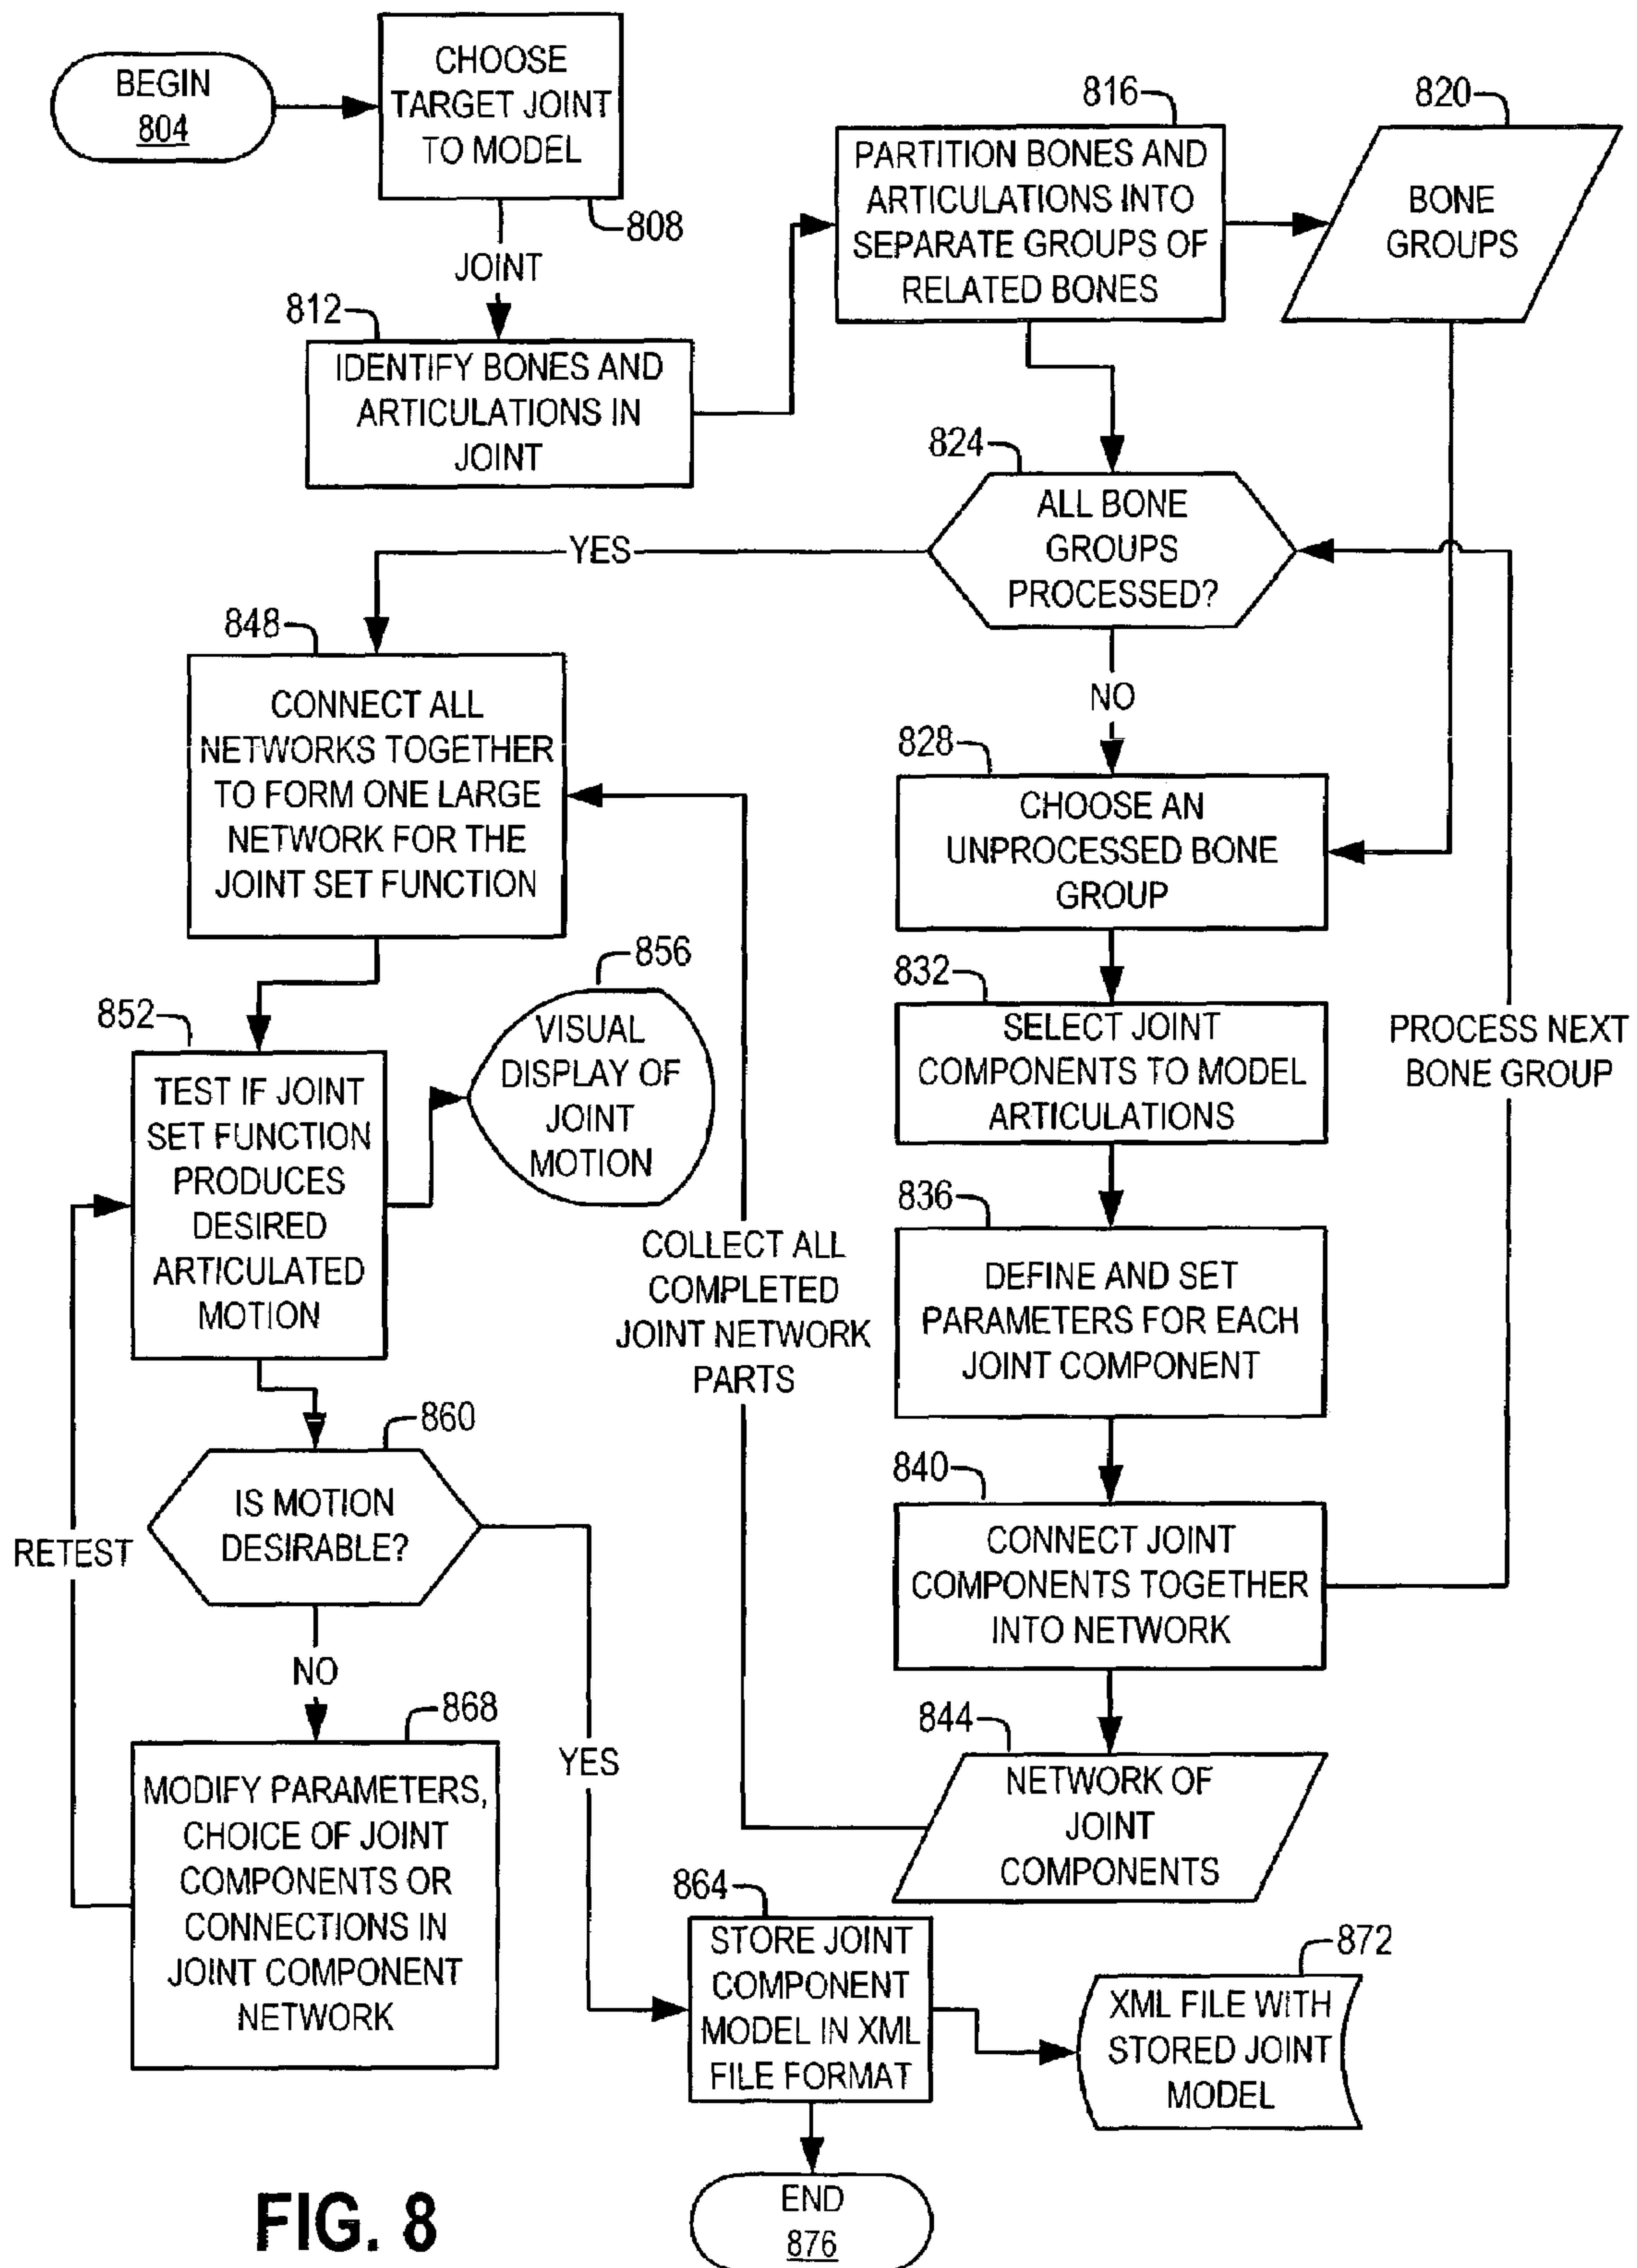 BEGIN
804
CHOOSE
TARGET JOINT
TO MODEL
808
JOINT
812
IDENTIFY BONES AND
ARTICULATIONS IN
JOINT
816
PARTITION BONES AND
ARTICULATIONS INTO
SEPARATE GROUPS OF
RELATED BONES
820
BONE
GROUPS
824
ALL BONE
GROUPS
PROCESSED?
YES
NO
828
CHOOSE AN
UNPROCESSED BONE
GROUP
832
SELECT JOINT
COMPONENTS TO MODEL
ARTICULATIONS
PROCESS NEXT
BONE GROUP
836
DEFINE AND SET
PARAMETERS FOR EACH
JOINT COMPONENT
840
CONNECT JOINT
COMPONENTS TOGETHER
INTO NETWORK
844
NETWORK OF
JOINT
COMPONENTS
COLLECT ALL
COMPLETED
JOINT NETWORK
PARTS
848
CONNECT ALL
NETWORKS TOGETHER
TO FORM ONE LARGE
NETWORK FOR THE
JOINT SET FUNCTION
852
TEST IF JOINT
SET FUNCTION
PRODUCES
DESIRED
ARTICULATED
MOTION
856
VISUAL
DISPLAY OF
JOINT
MOTION
860
IS MOTION
DESIRABLE?
RETEST
NO
YES
868
MODIFY PARAMETERS,
CHOICE OF JOINT
COMPONENTS OR
CONNECTIONS IN
JOINT COMPONENT
NETWORK
864
STORE JOINT
COMPONENT
MODEL IN XML
FILE FORMAT
872
XML FILE WITH
STORED JOINT
MODEL
END
876
FIG. 8